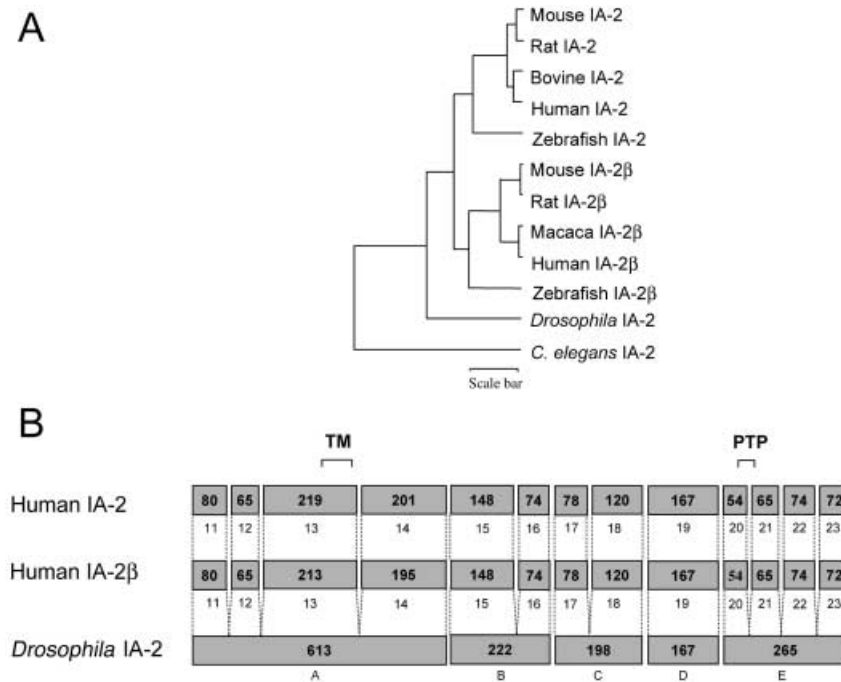 A
Mouse IA-2
Rat IA-2
Bovine IA-2
Human IA-2
Zebrafish IA-2
Mouse IA-2β
Rat IA-2β
Macaca IA-2β
Human IA-2β
Zebrafish IA-2β
Drosophila IA-2
C. elegans IA-2
Scale bar
B
TM PTP
Human IA-2 80 65 219 201 148 74 78 120 167 54 65 74 72
11 12 13 14 15 16 17 18 19 20 21 22 23
Human IA-2β 80 65 213 195 148 74 78 120 167 54 65 74 72
11 12 13 14 15 16 17 18 19 20 21 22 23
Drosophila IA-2 613 222 198 167 265
A B C D E